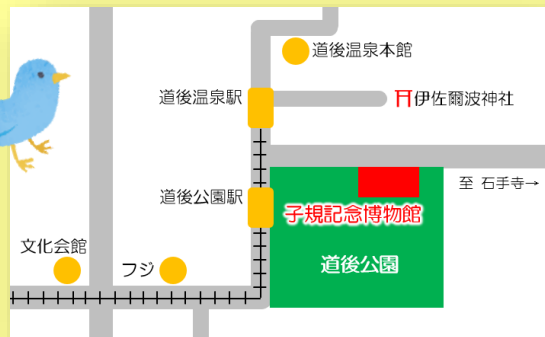 道後温泉本館
道後温泉駅
伊佐爾波神社
至 石手寺→
道後公園駅
子規記念博物館
道後公園
文化会館
フジ